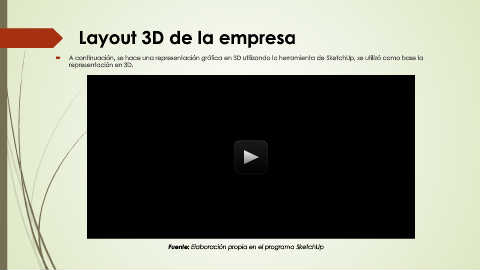 Layout 3D de la empresa
A continuación, se hace una representación gráfica en 3D utilizando la herramienta de SketchUp, se utilizó como base la
representación en 3D.
Fuente: Elaboración propia en el programa SketchUp